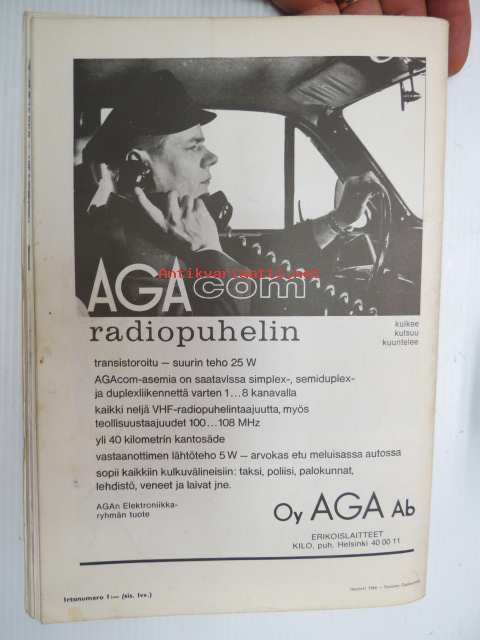 AGAcom
Antikvariaatti.net
radiopuhelin
kulkee
kutsuu
kuuntelee
transistoroitu — suurin teho 25 W
AGAcom-asemia on saatavissa simplex-, semiduplex-
ja duplexliikennettä varten 1...8 kanavalla
kaikki neljä VHF-radiopuhelintaajuutta, myös
teollisuustaajuudet 100...108 MHz
yli 40 kilometrin kantosäde
vastaanottimen lähtöteho 5 W — arvokas etu meluisassa autossa
sopii kaikkiin kulkuvälineisiin: taksi, poliisi, palokunnat,
lehdistö, veneet ja laivat jne.
AGAn Elektroniikka-
ryhmän tuote
Oy AGA Ab
ERIKOISLAITTEET
KILO, puh. Helsinki 40 00 11
Irtonumero 1:— (sis. lvv.)